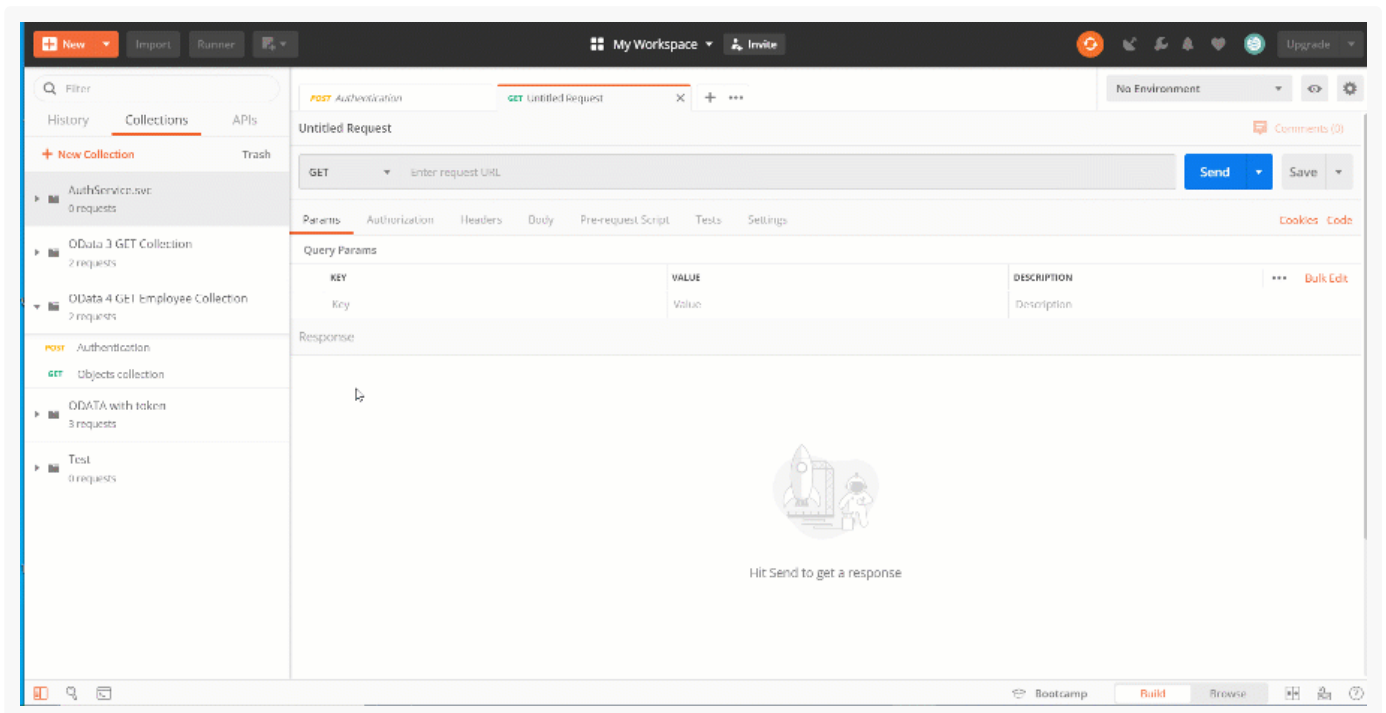 New Import Runner My Workspace Invite Upgrade
Filter
History Collections APIs
+ New Collection Trash
AuthService.svc
0 requests
OData 3 GET Collection
2 requests
OData 4 GET Employee Collection
2 requests
POST Authentication
GET Objects collection
ODATA with token
3 requests
Test
0 requests
POST Authentication GET Untitled Request No Environment
Untitled Request Comments (0)
GET Enter request URL Send Save
Params Authorization Headers Body Pre-request Script Tests Settings Cookies Code
Query Params
KEY VALUE DESCRIPTION Bulk Edit
Key Value Description
Response
Hit Send to get a response
Bootcamp Build Browse